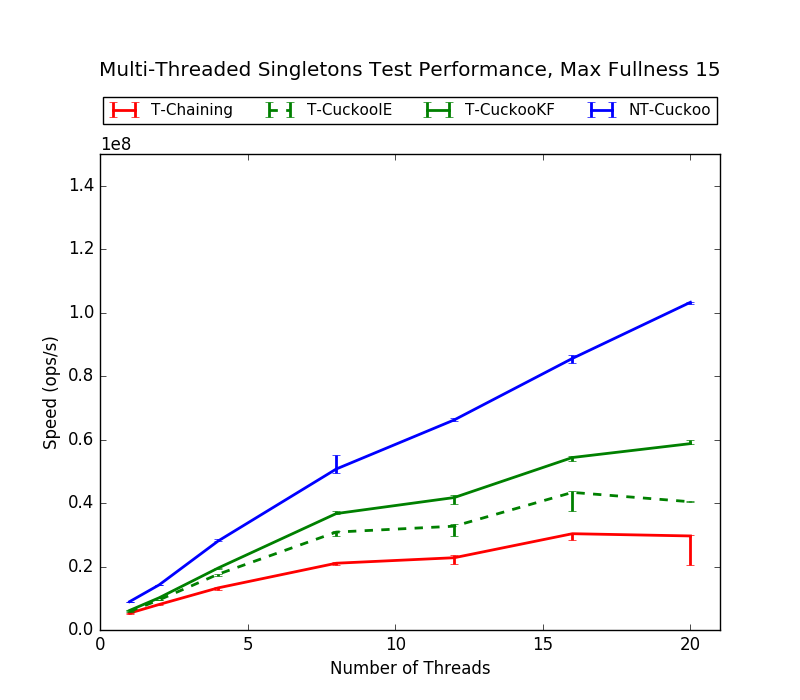 Multi-Threaded Singletons Test Performance, Max Fullness 15
T-Chaining T-CuckooIE T-CuckooKF NT-Cuckoo
1e8
1.4
1.2
1.0
0.8
0.6
0.4
0.2
0.0
Speed (ops/s)
0 5 10 15 20
Number of Threads